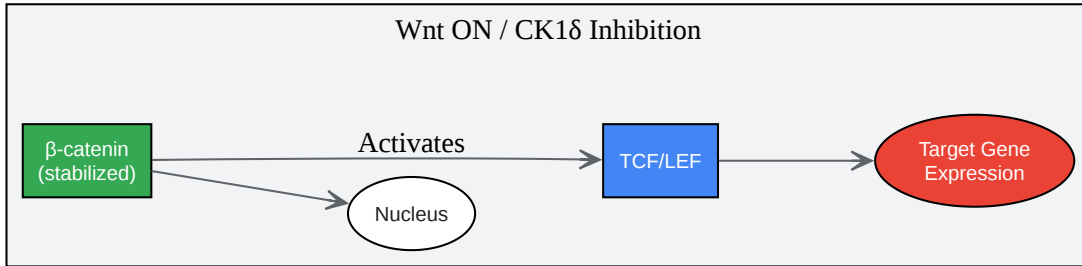 Wnt ON / CK1δ Inhibition
β-catenin
(stabilized)
Activates
Nucleus
TCF/LEF
Target Gene
Expression